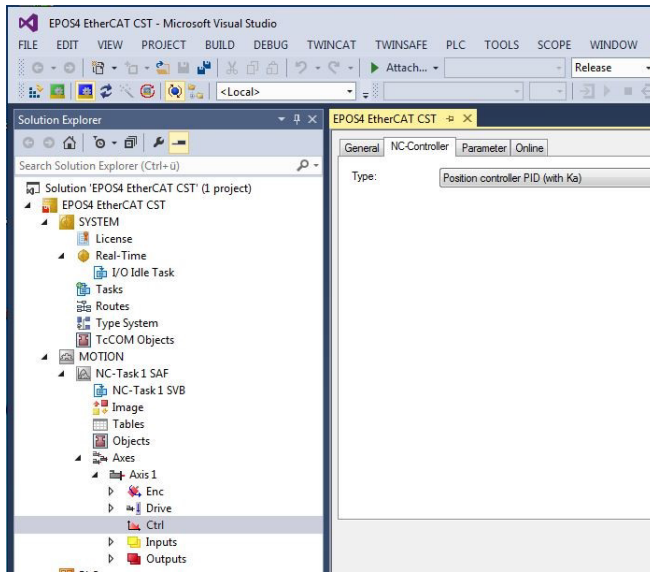 EPOS4 EtherCAT CST - Microsoft Visual Studio
FILE EDIT VIEW PROJECT BUILD DEBUG TWINCAT TWINSAFE PLC TOOLS SCOPE WINDOW
Attach... Release
<Local>
Solution Explorer
Search Solution Explorer (Ctrl+ü)
Solution 'EPOS4 EtherCAT CST' (1 project)
EPOS4 EtherCAT CST
SYSTEM
License
Real-Time
I/O Idle Task
Tasks
Routes
Type System
TcCOM Objects
MOTION
NC-Task 1 SAF
NC-Task 1 SVB
Image
Tables
Objects
Axes
Axis 1
Enc
Drive
Ctrl
Inputs
Outputs
EPOS4 EtherCAT CST
General NC-Controller Parameter Online
Type: Position controller PID (with Ka)